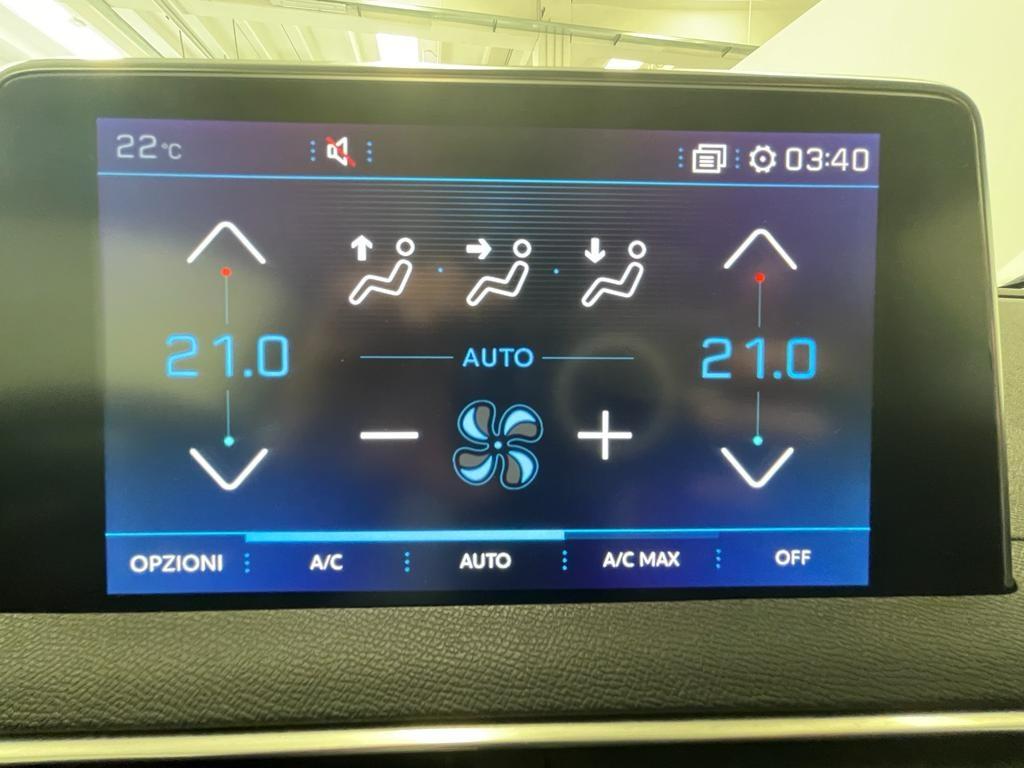 22°C 03:40
21.0 AUTO 21.0
OPZIONI A/C AUTO A/C MAX OFF